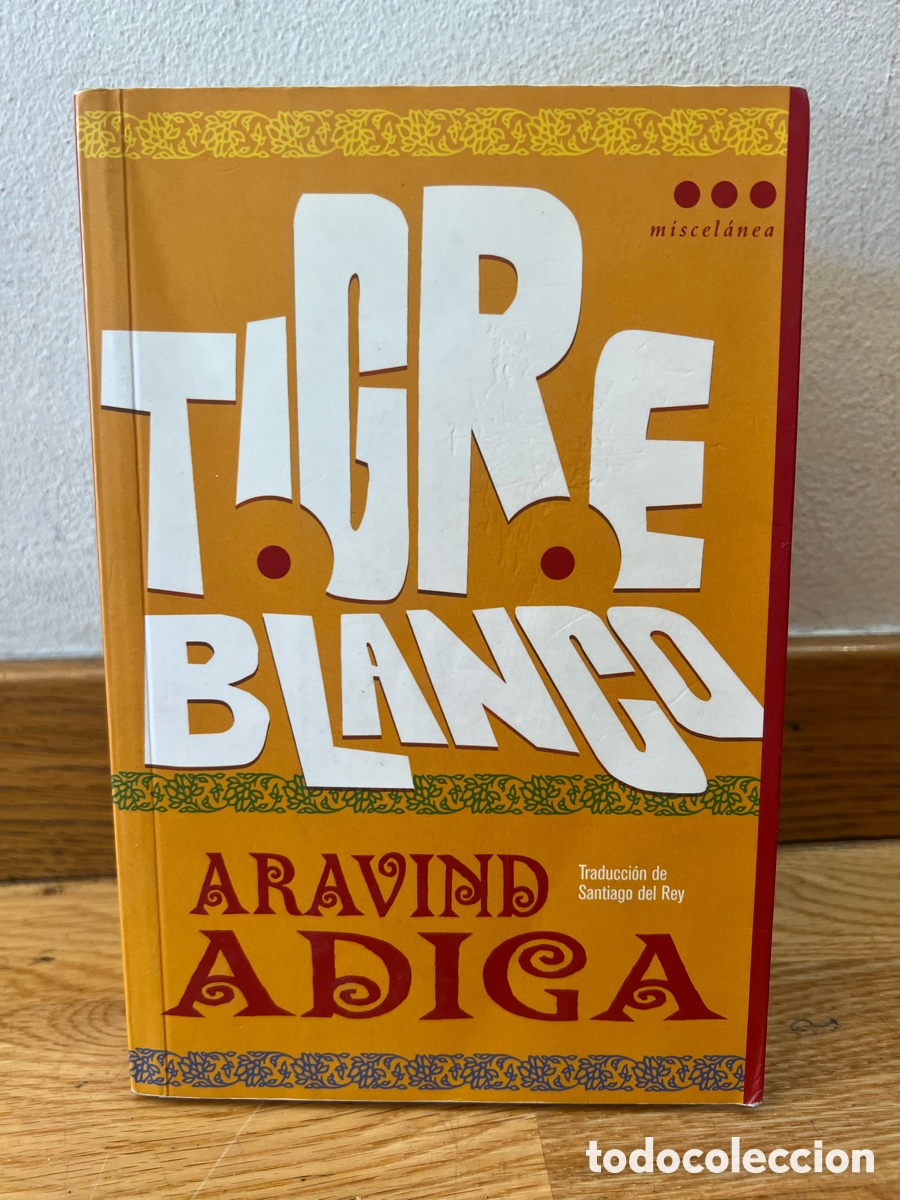 miscelánea
TIGRE
BLANCO
ARAVIND
ADIGA
Traducción de
Santiago del Rey
todocoleccion